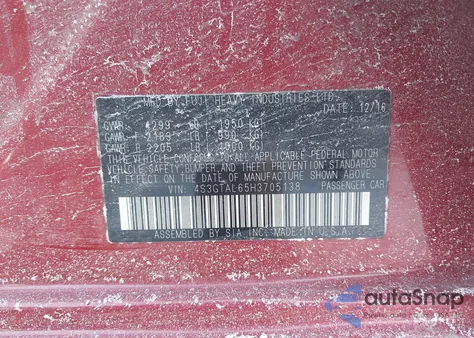 MFD BY FUJI HEAVY INDUSTRIES LTD.
DATE: 12/16
GVWR: 4299 LB ( 1950 KG)
GAWR F 2183 LB ( 990 KG)
GAWR R 2205 LB ( 1000 KG)
THIS VEHICLE CONFORMS TO ALL APPLICABLE FEDERAL MOTOR
VEHICLE SAFETY, BUMPER, AND THEFT PREVENTION STANDARDS
IN EFFECT ON THE DATE OF MANUFACTURE SHOWN ABOVE.
VIN: 4S3GTAL65H3705138 PASSENGER CAR
ASSEMBLED BY SIA INC. IN U.S.A.
autoSnap